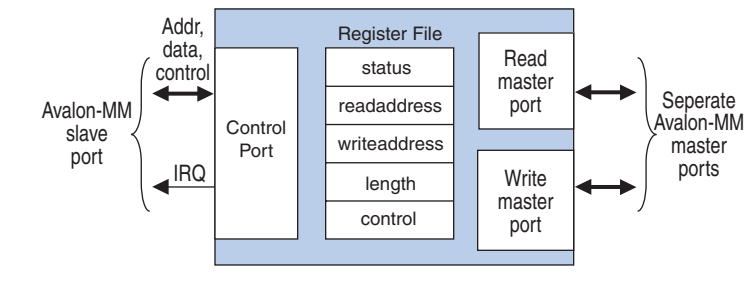 Addr,
data,
control
Avalon-MM
slave
port
IRQ
Control
Port
Register File
status
readaddress
writeaddress
length
control
Read
master
port
Write
master
port
Seperate
Avalon-MM
master
ports